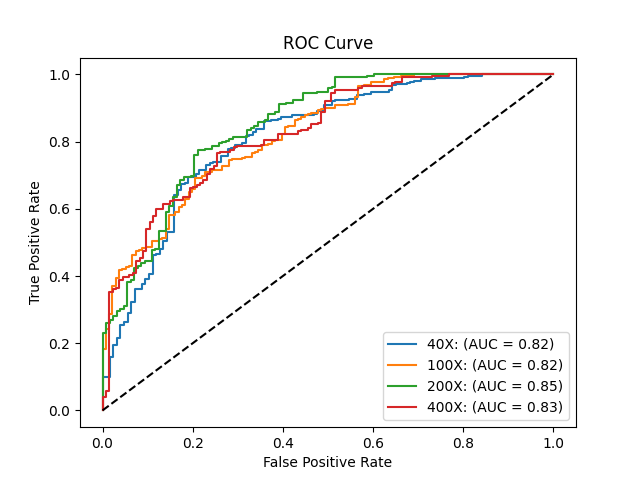 ROC Curve
True Positive Rate
1.0
0.8
0.6
0.4
0.2
0.0
0.0 0.2 0.4 0.6 0.8 1.0
False Positive Rate
40X: (AUC = 0.82)
100X: (AUC = 0.82)
200X: (AUC = 0.85)
400X: (AUC = 0.83)